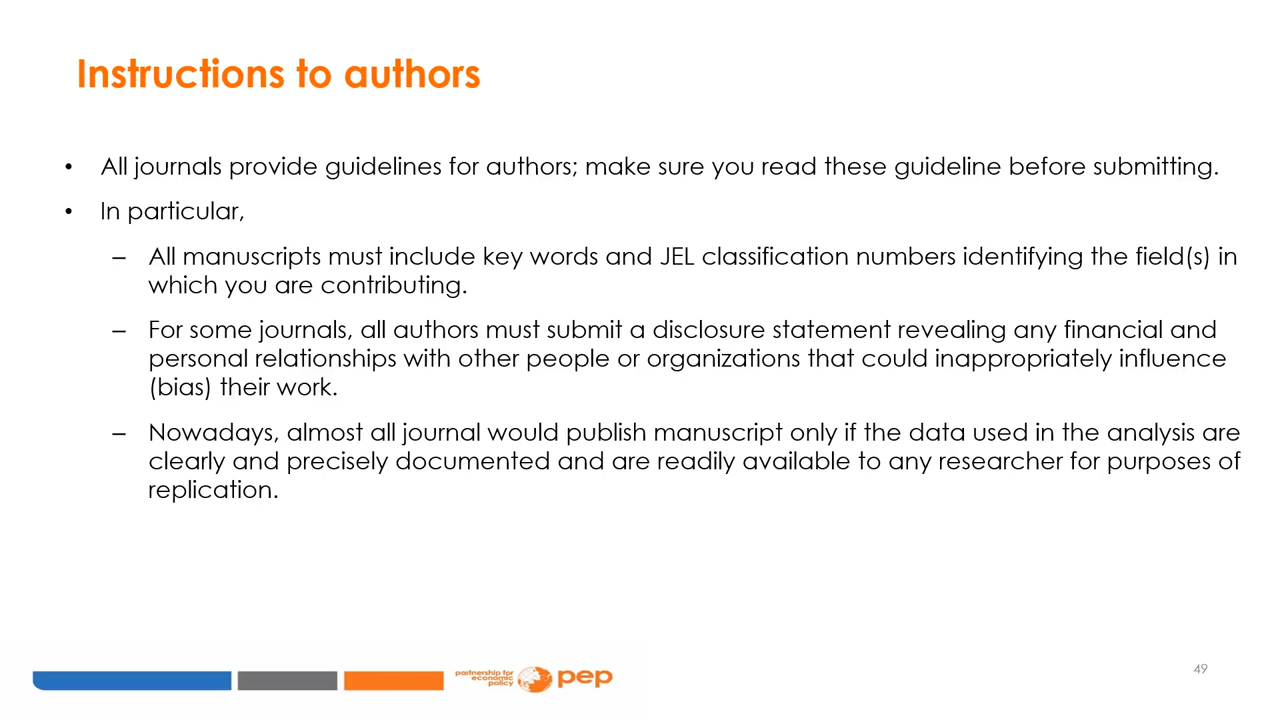 Instructions to authors
• All journals provide guidelines for authors; make sure you read these guideline before submitting.
• In particular,
– All manuscripts must include key words and JEL classification numbers identifying the field(s) in
which you are contributing.
– For some journals, all authors must submit a disclosure statement revealing any financial and
personal relationships with other people or organizations that could inappropriately influence
(bias) their work.
– Nowadays, almost all journal would publish manuscript only if the data used in the analysis are
clearly and precisely documented and are readily available to any researcher for purposes of
replication.
partnership for
economic
policy
pep
49